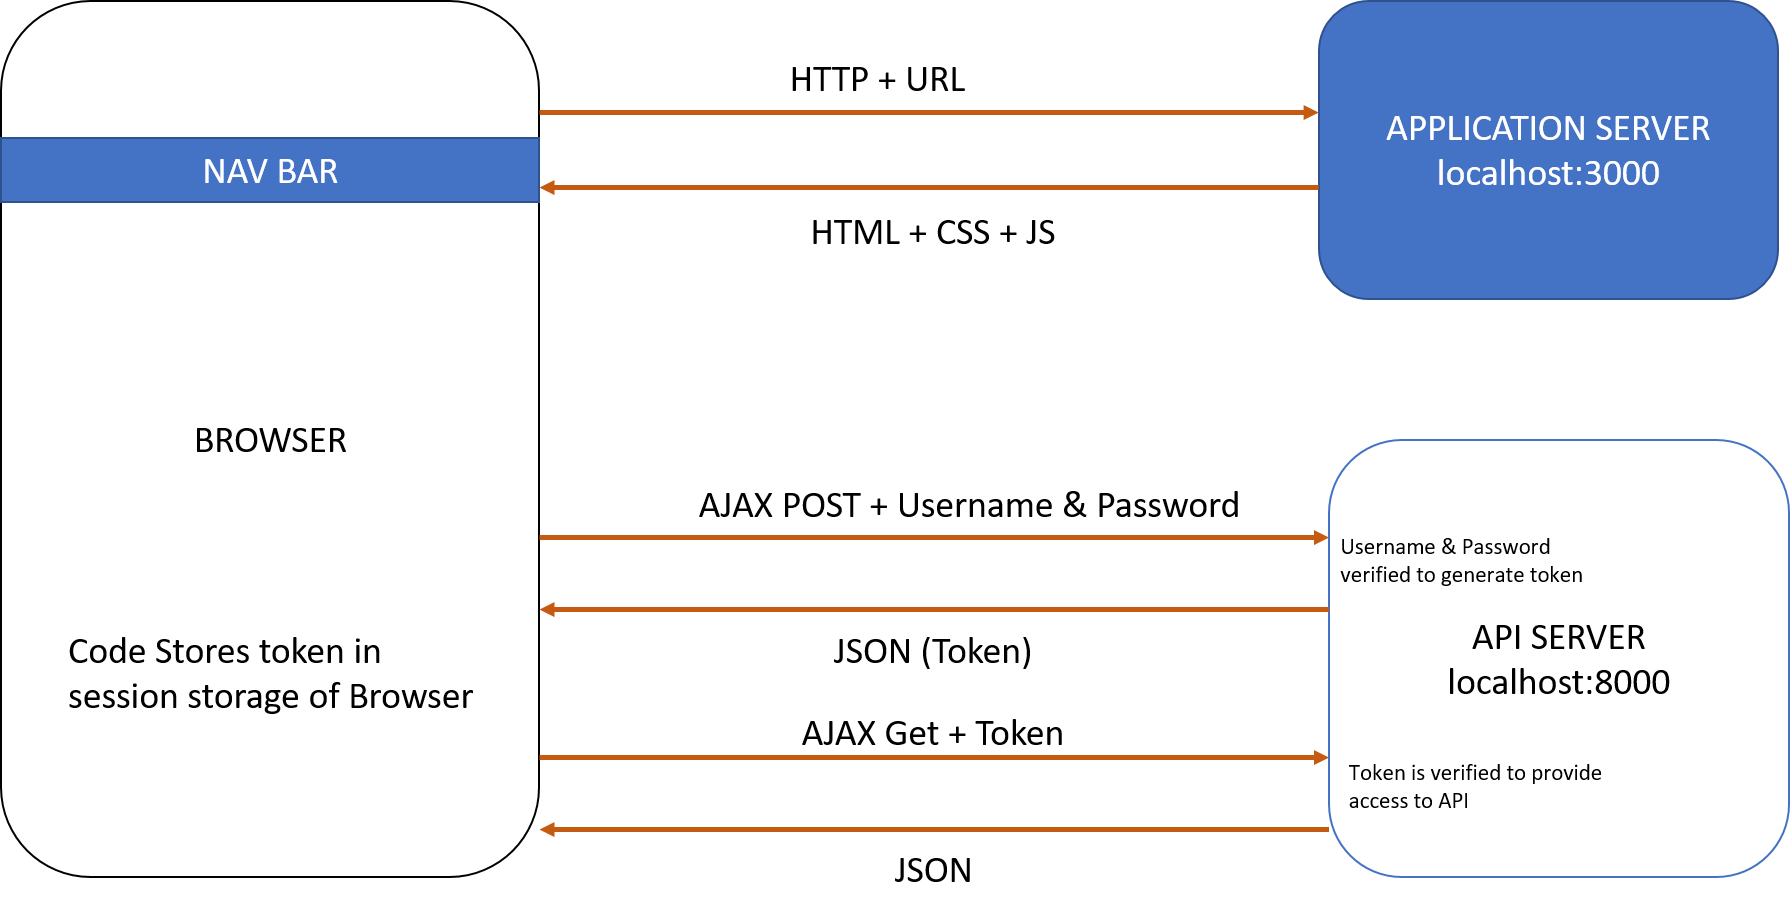 HTTP + URL
APPLICATION SERVER
localhost:3000
NAV BAR
HTML + CSS + JS
BROWSER
AJAX POST + Username & Password
Username & Password
verified to generate token
JSON (Token)
API SERVER
localhost:8000
Code Stores token in
session storage of Browser
AJAX Get + Token
Token is verified to provide
access to API
JSON